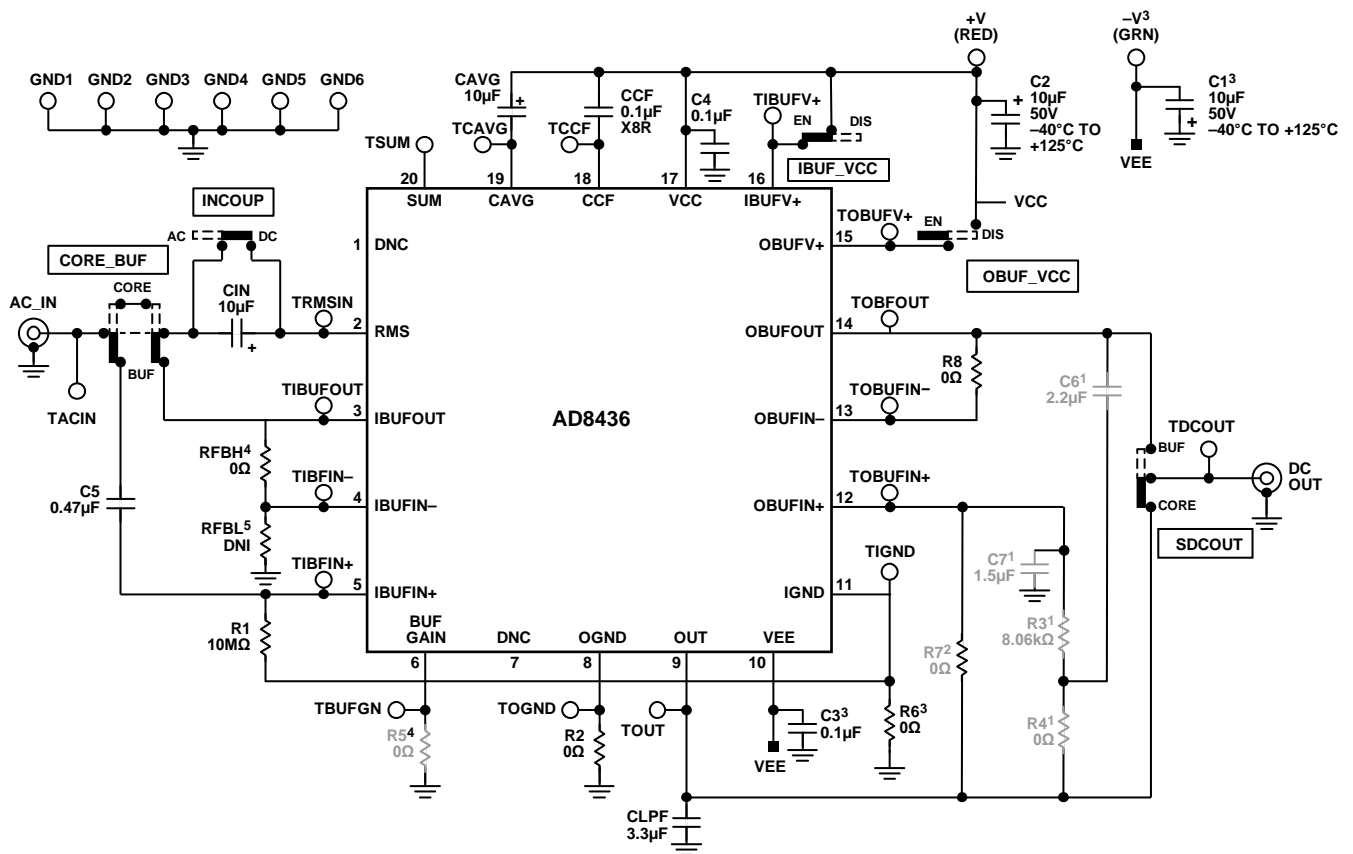 +V
(RED)
–V3
(GRN)
GND1 GND2 GND3 GND4 GND5 GND6
CAVG
10µF
CCF
0.1µF
X8R
C4
0.1µF
TIBUFV+
EN
DIS
C2
10µF
50V
–40°C TO
+125°C
C13
10µF
50V
–40°C TO +125°C
TSUM
TCAVG
TCCF
IBUF_VCC
VEE
20 19 18 17 16
SUM CAVG CCF VCC IBUFV+
VCC
INCOUP
AC
DC
TOBUFV+
EN
DIS
1 DNC
OBUFV+ 15
OBUF_VCC
CORE_BUF
CORE
CIN
10µF
+
AC_IN
TRMSIN
2 RMS
BUF
TACIN
TOBFOUT
OBUFOUT 14
R8
0Ω
C61
2.2µF
TIBUFOUT
3 IBUFOUT
AD8436
TOBUFIN–
OBUFIN– 13
TDCOUT
BUF
DC
OUT
CORE
SDCOUT
RFBH4
0Ω
TIBFIN–
4 IBUFIN–
C5
0.47µF
RFBL5
DNI
TOBUFIN+
OBUFIN+ 12
TIBFIN+
5 IBUFIN+
TIGND
IGND 11
C71
1.5µF
R1
10MΩ
BUF
GAIN
DNC OGND OUT VEE
6 7 8 9 10
R31
8.06kΩ
R72
0Ω
TBUFGN
R54
0Ω
TOGND
R2
0Ω
TOUT
C33
0.1µF
VEE
R63
0Ω
R41
0Ω
CLPF
3.3µF